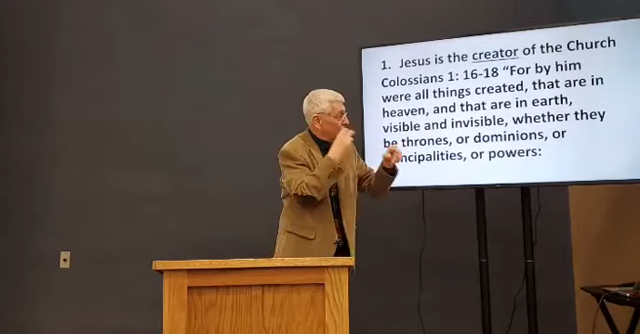 1. Jesus is the creator of the Church
Colossians 1: 16-18 “For by him
were all things created, that are in
heaven, and that are in earth,
visible and invisible, whether they
be thrones, or dominions, or
incipalities, or powers: